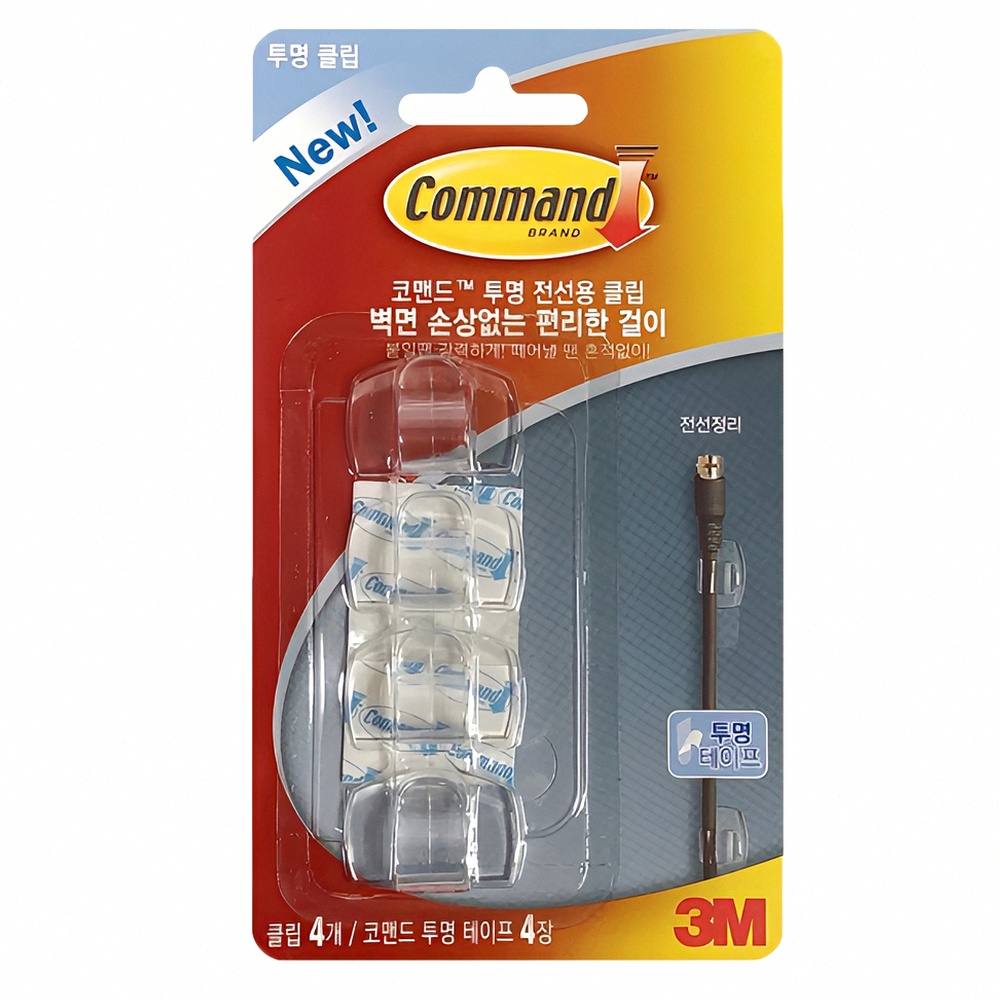 투명 클립
New!
Command™
BRAND
코맨드™ 투명 전선용 클립
벽면 손상없는 편리한 걸이
붙일땐 강력하게! 떼어낼 땐 흔적없이!
전선정리
Command
Command
Command
투명
테이프
클립 4개 / 코맨드 투명 테이프 4장
3M